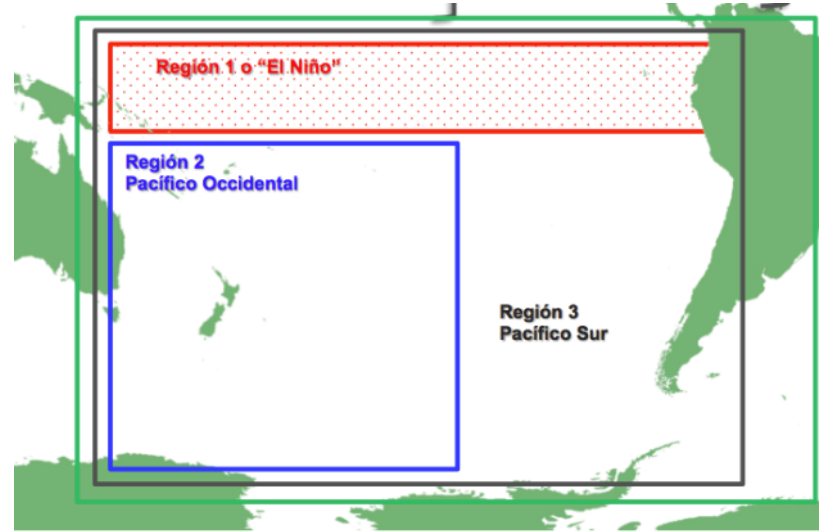 Región 1 o “El Niño”
Región 2
Pacífico Occidental
Región 3
Pacífico Sur